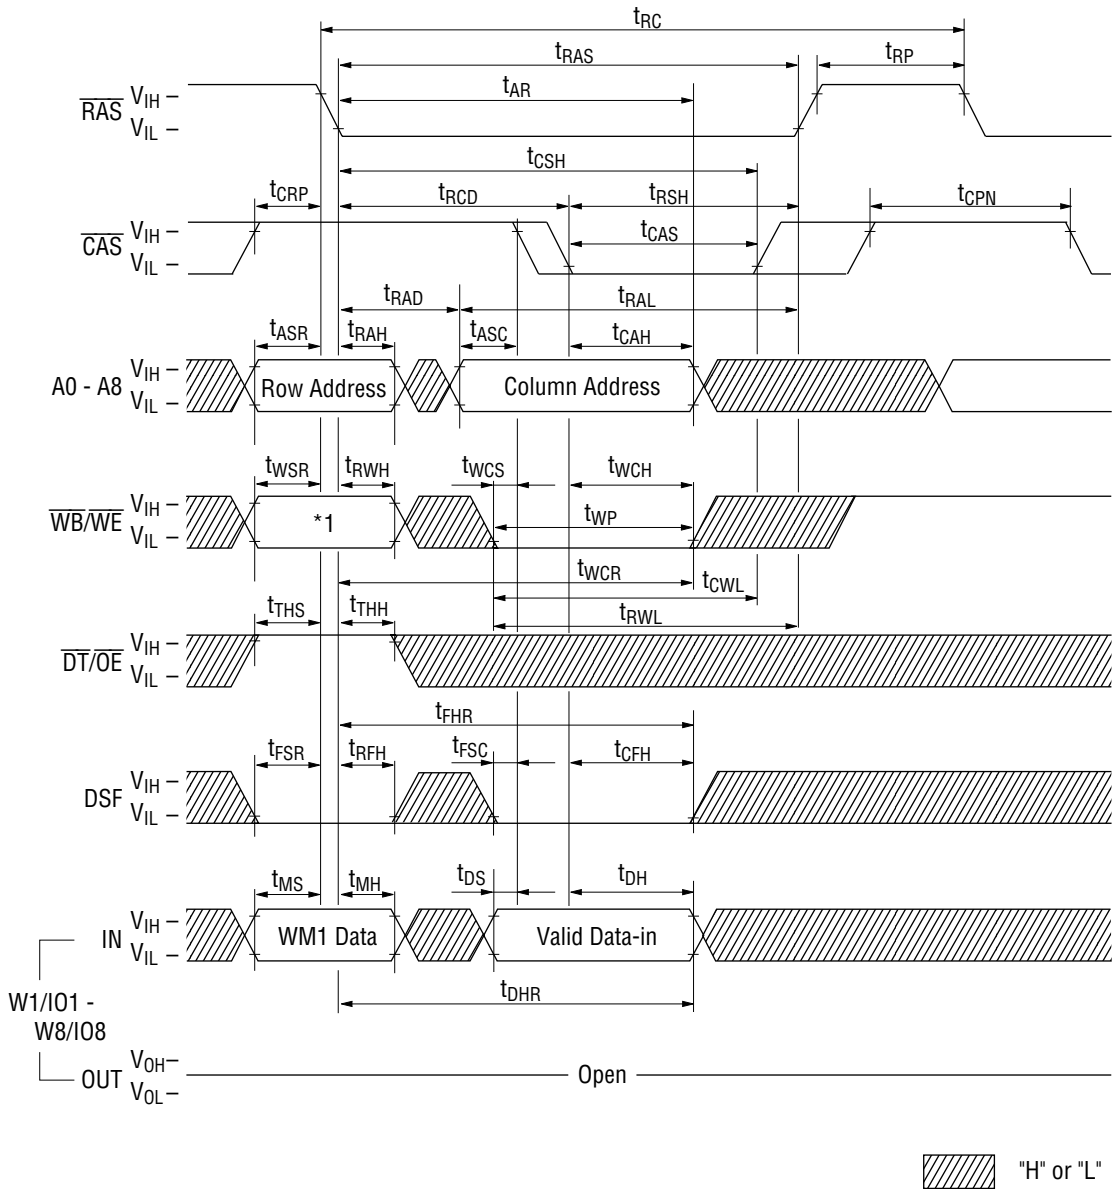 tRC
tRAS
tRP
tAR
RAS VIH –
VIL –
tCSH
tCRP
tRCD
tRSH
tCPN
CAS VIH –
VIL –
tCAS
tRAD
tRAL
tASR
tRAH
tASC
tCAH
A0 - A8 VIH –
VIL –
Row Address
Column Address
tWSR
tRWH
tWCS
tWCH
WB/WE VIH –
VIL –
*1
tWP
tWCR
tCWL
tRWL
tTHS
tTHH
DT/OE VIH –
VIL –
tFHR
tFSR
tRFH
tFSC
tCFH
DSF VIH –
VIL –
tMS
tMH
tDS
tDH
IN VIH –
VIL –
WM1 Data
Valid Data-in
tDHR
W1/IO1 -
W8/IO8
OUT VOH–
VOL–
Open
"H" or "L"